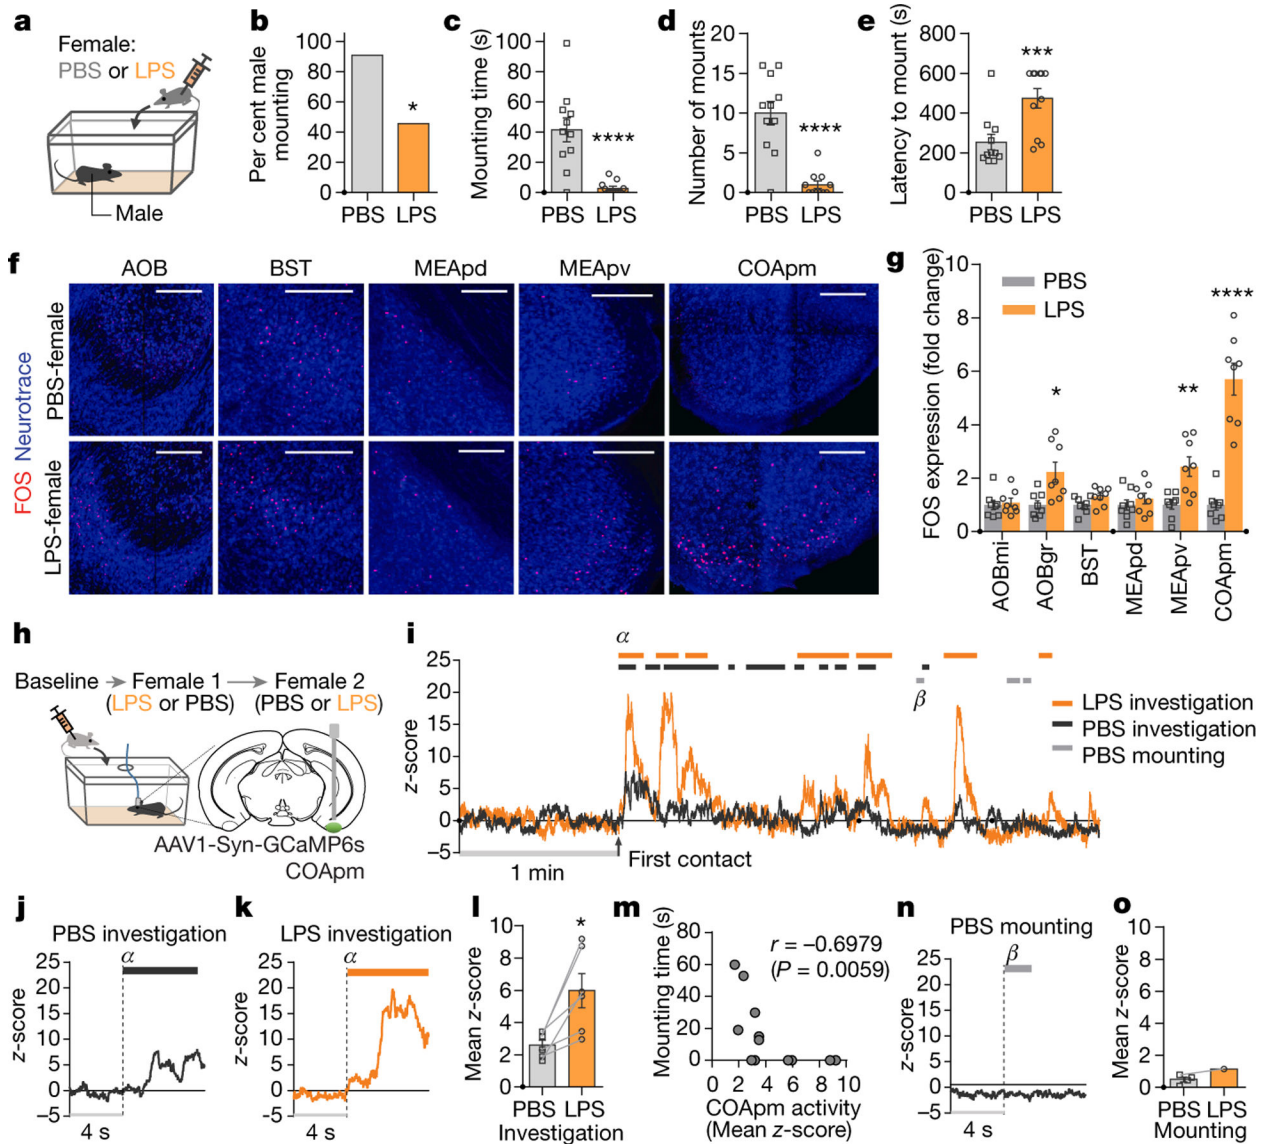 a
Female:
PBS or LPS
Male
b
Per cent male
mounting
100
80
60
40
20
0
*
PBS LPS
c
Mounting time (s)
100
80
60
40
20
0
****
PBS LPS
d
Number of mounts
20
15
10
5
0
****
PBS LPS
e
Latency to mount (s)
800
600
400
200
0
***
PBS LPS
f
AOB BST MEApd MEApv COApm
FOS Neurotrace
PBS-female
LPS-female
g
FOS expression (fold change)
10
8
6
4
2
0
PBS
LPS
*
**
****
AOBmi
AOBgr
BST
MEApd
MEApv
COApm
h
Baseline Female 1 Female 2
(LPS or PBS) (PBS or LPS)
AAV1-Syn-GCaMP6s
COApm
i
z-score
25
20
15
10
5
0
−5
α
β
1 min
First contact
LPS investigation
PBS investigation
PBS mounting
j
PBS investigation
z-score
25
20
15
10
5
0
−5
α
4 s
k
LPS investigation
z-score
25
20
15
10
5
0
−5
α
4 s
l
Mean z-score
10
8
6
4
2
0
*
PBS LPS
Investigation
m
Mounting time (s)
80
60
40
20
0
r = −0.6979
(P = 0.0059)
0 2 4 6 8 10
COApm activity
(Mean z-score)
n
PBS mounting
z-score
25
20
15
10
5
0
−5
β
4 s
o
Mean z-score
10
8
6
4
2
0
PBS LPS
Mounting